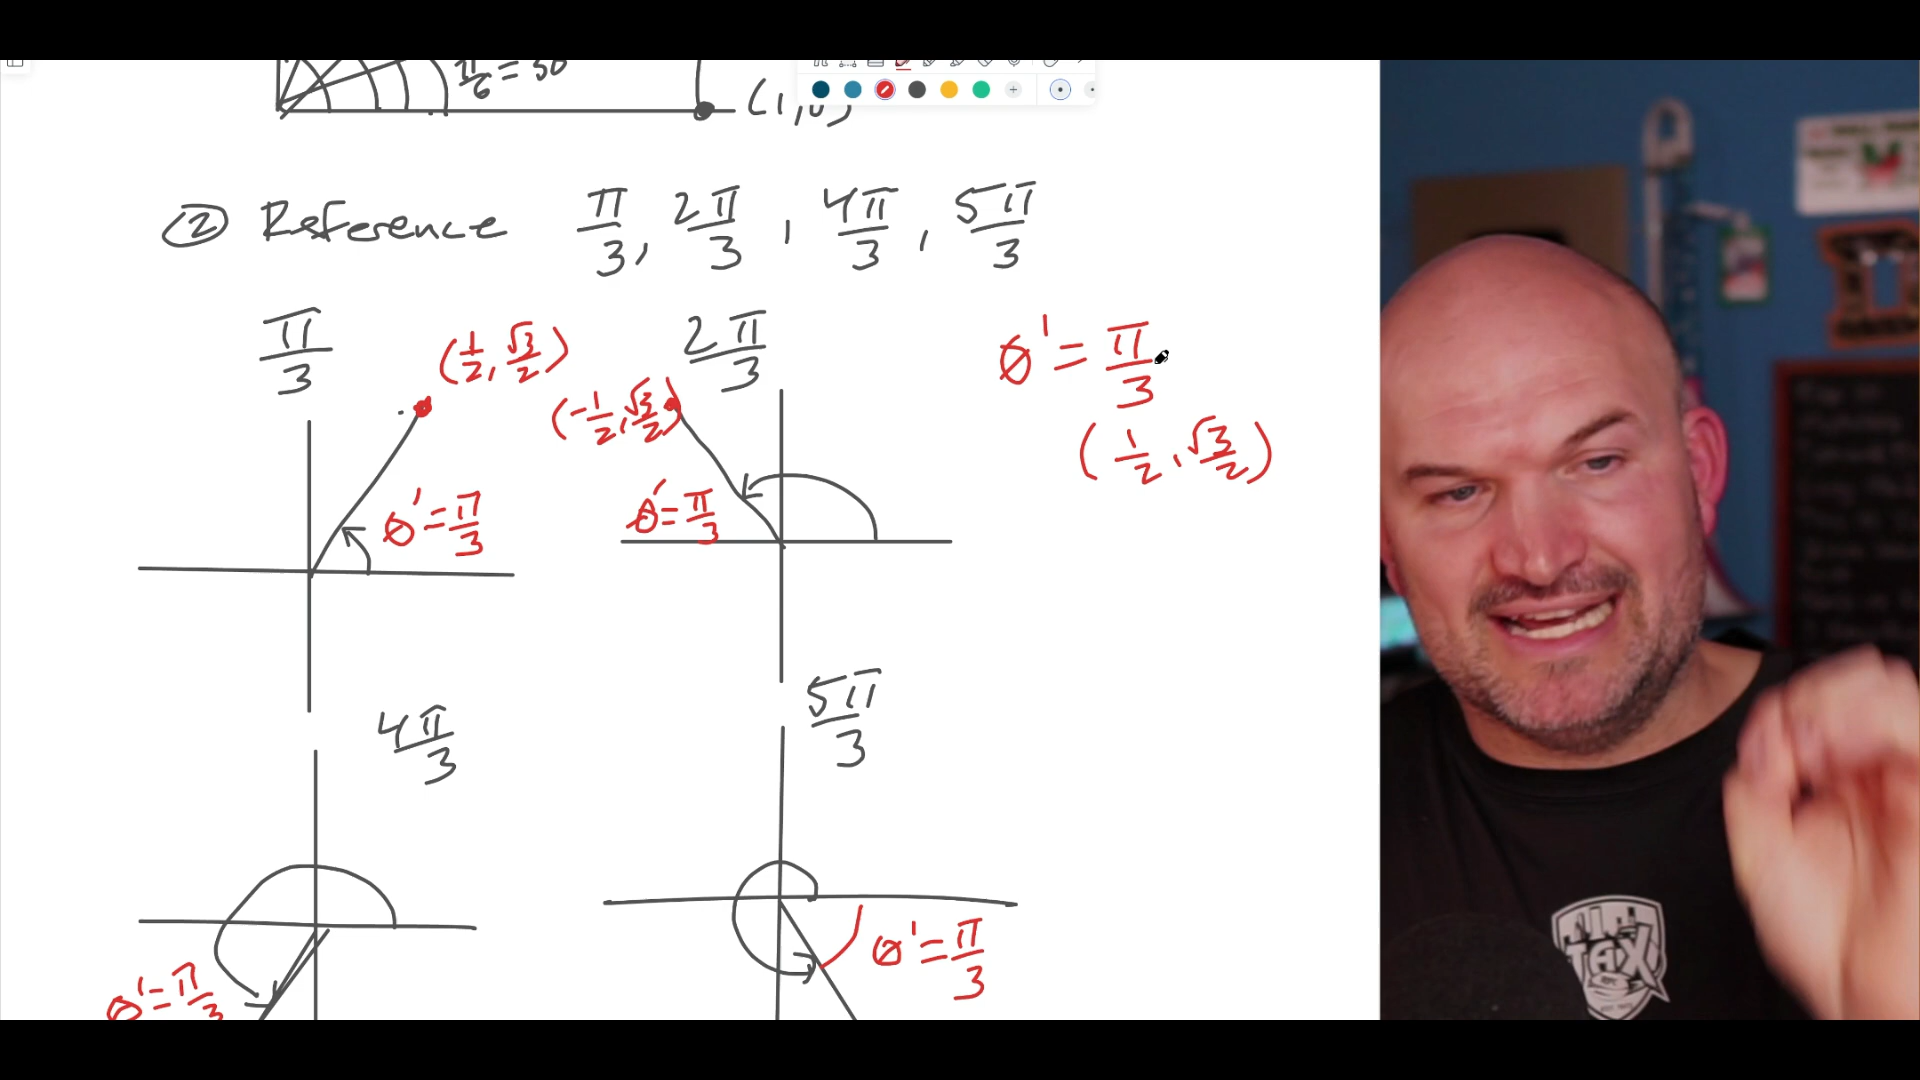 π/6 = 30
(1,0)
② Reference π/3, 2π/3, 4π/3, 5π/3
π/3
(1/2, √3/2)
2π/3
θ' = π/3
(-1/2, √3/2)
(1/2, √3/2)
θ' = π/3
θ' = π/3
4π/3
5π/3
θ' = π/3
θ' = π/3
TAX